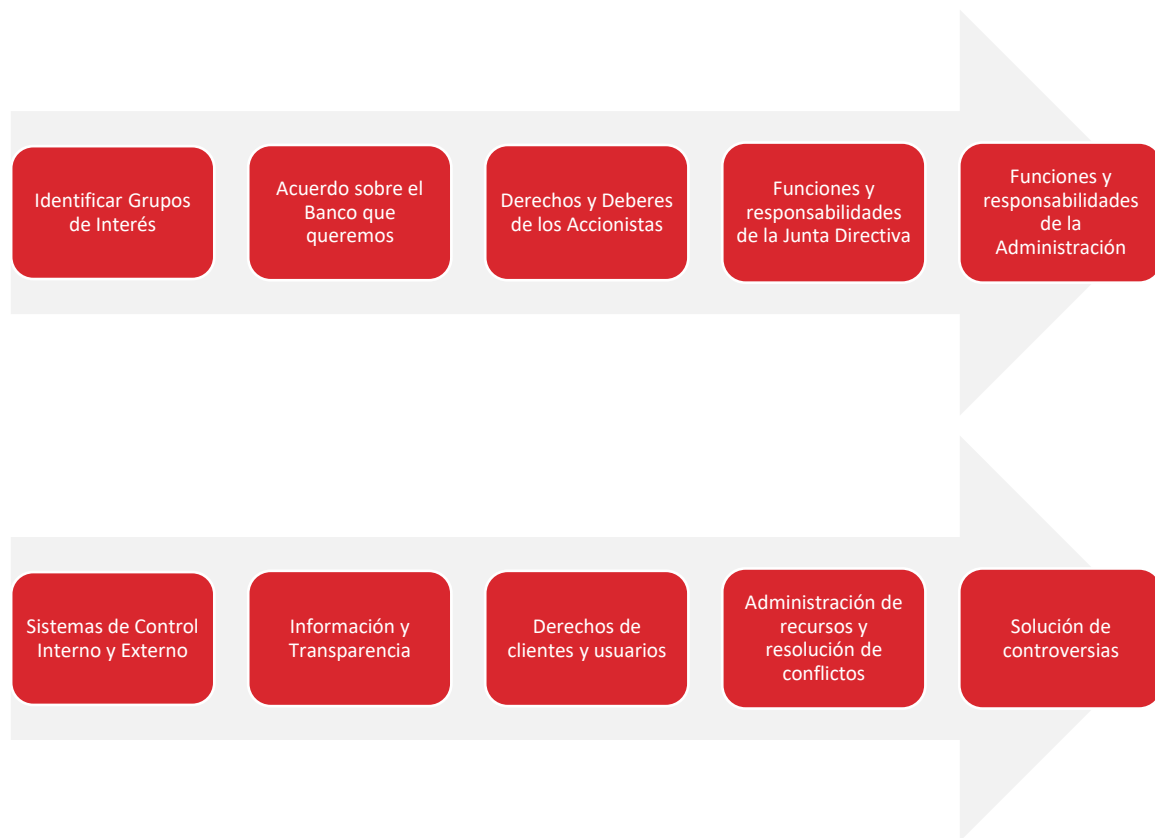 Identificar Grupos
de Interés
Acuerdo sobre el
Banco que
queremos
Derechos y Deberes
de los Accionistas
Funciones y
responsabilidades
de la Junta Directiva
Funciones y
responsabilidades
de la
Administración
Sistemas de Control
Interno y Externo
Información y
Transparencia
Derechos de
clientes y usuarios
Administración de
recursos y
resolución de
conflictos
Solución de
controversias